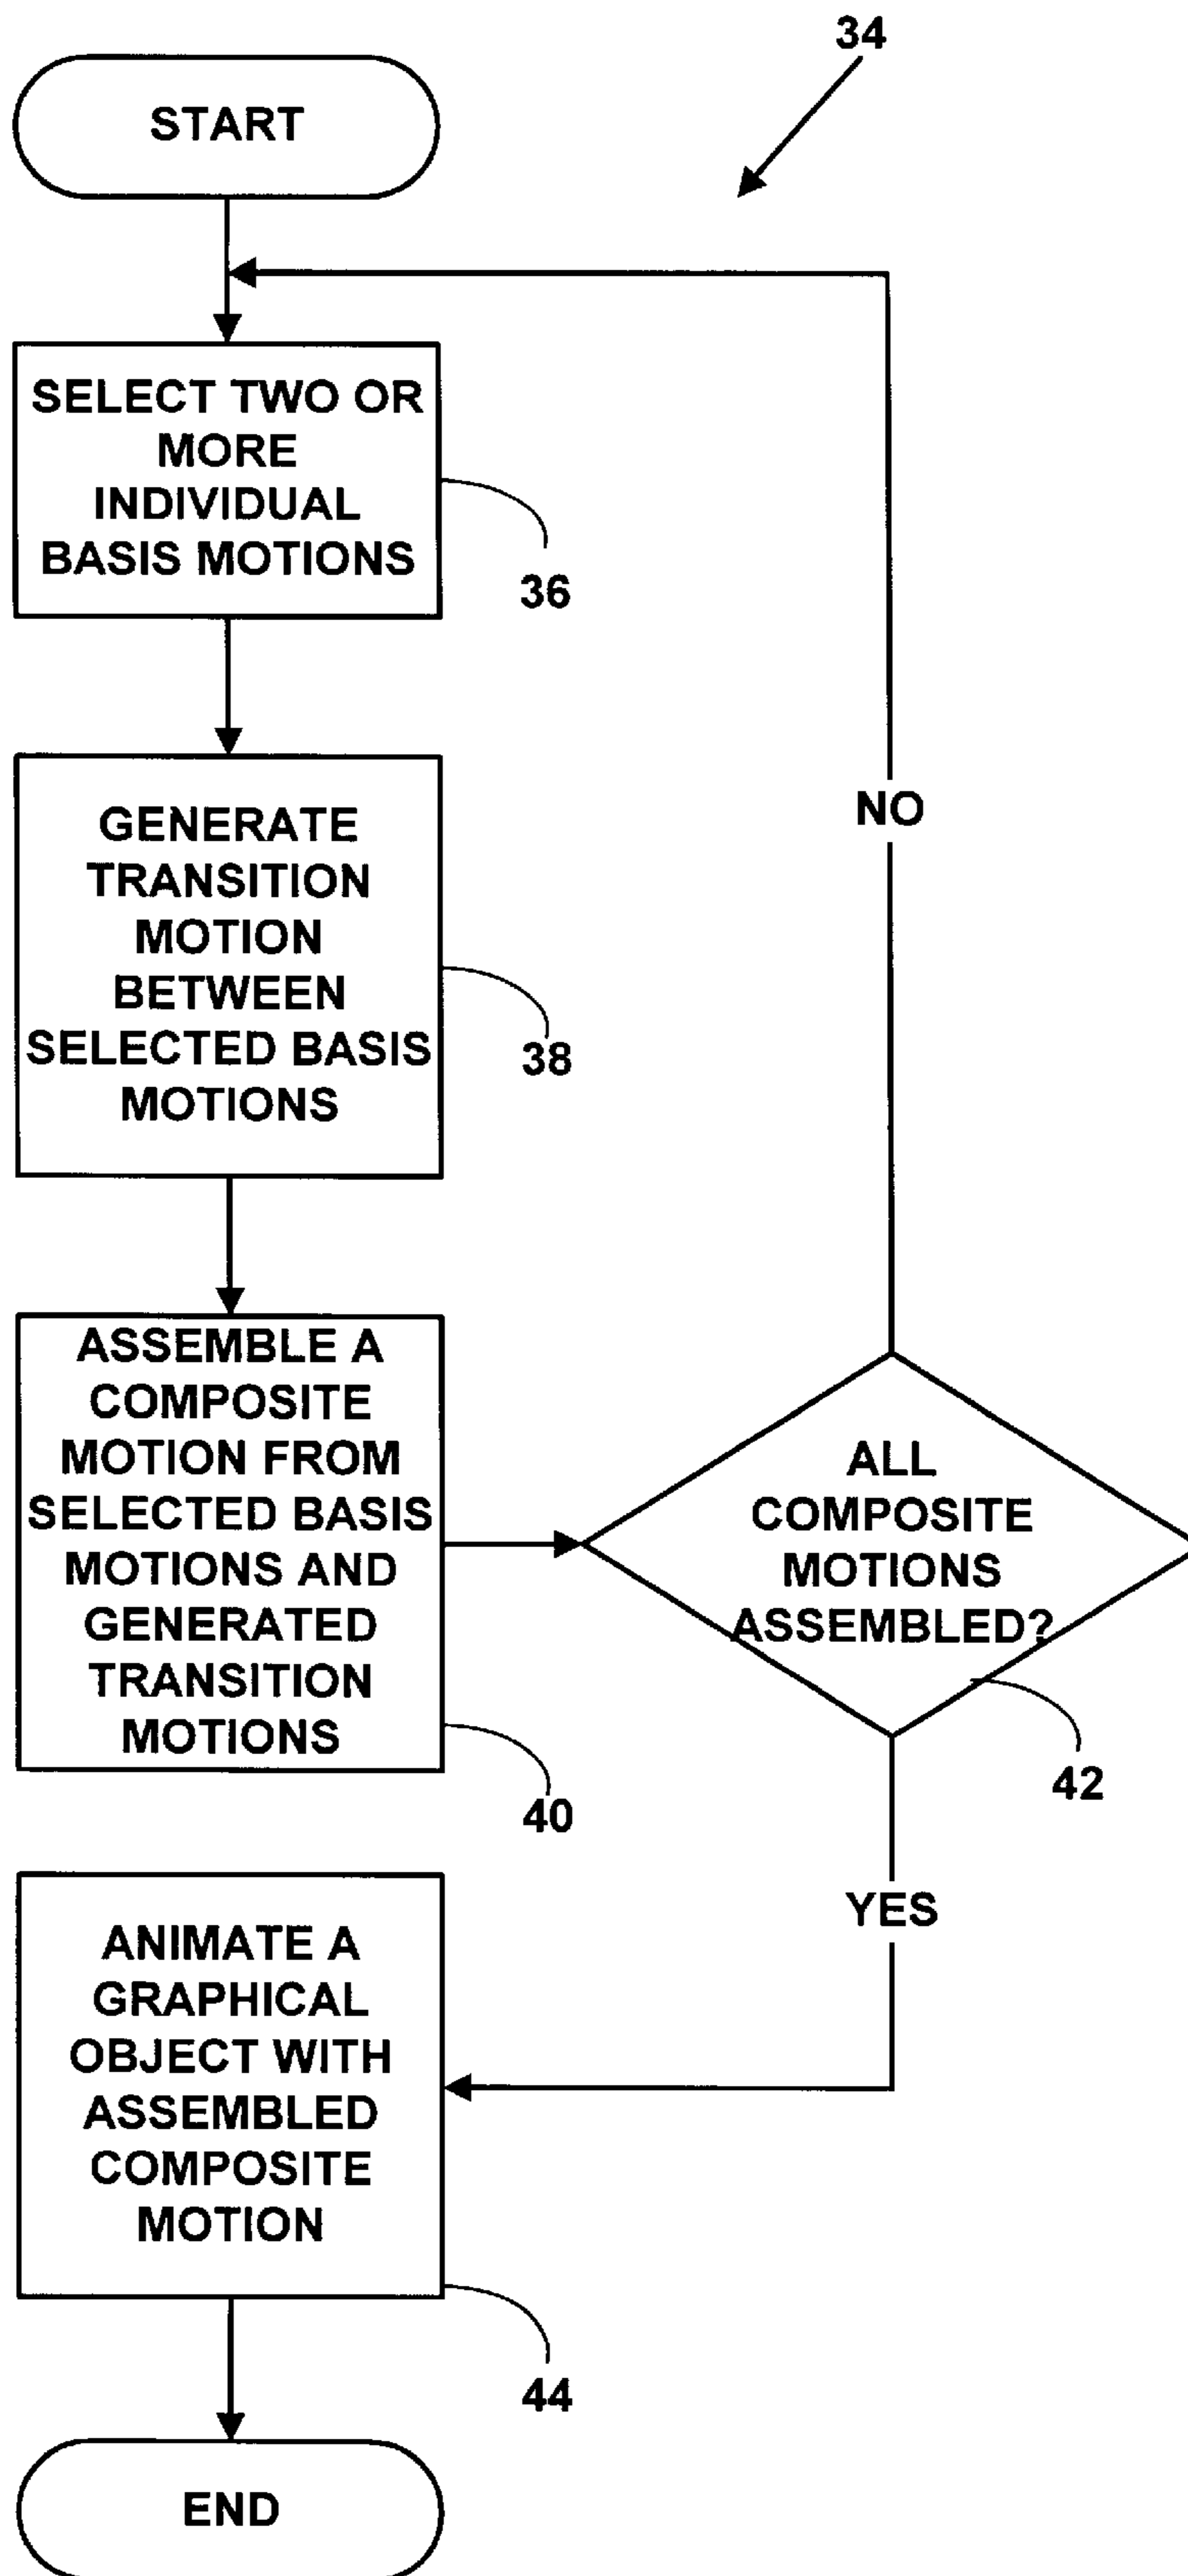 34
START
SELECT TWO OR
MORE
INDIVIDUAL
BASIS MOTIONS
36
GENERATE
TRANSITION
MOTION
BETWEEN
SELECTED BASIS
MOTIONS
38
NO
ASSEMBLE A
COMPOSITE
MOTION FROM
SELECTED BASIS
MOTIONS AND
GENERATED
TRANSITION
MOTIONS
40
ALL
COMPOSITE
MOTIONS
ASSEMBLED?
42
YES
ANIMATE A
GRAPHICAL
OBJECT WITH
ASSEMBLED
COMPOSITE
MOTION
44
END